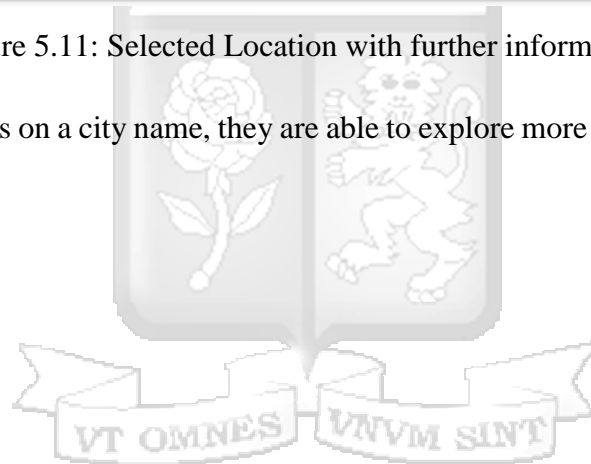 re 5.11: Selected Location with further inform
s on a city name, they are able to explore more
VT OMNES VNVM SINT